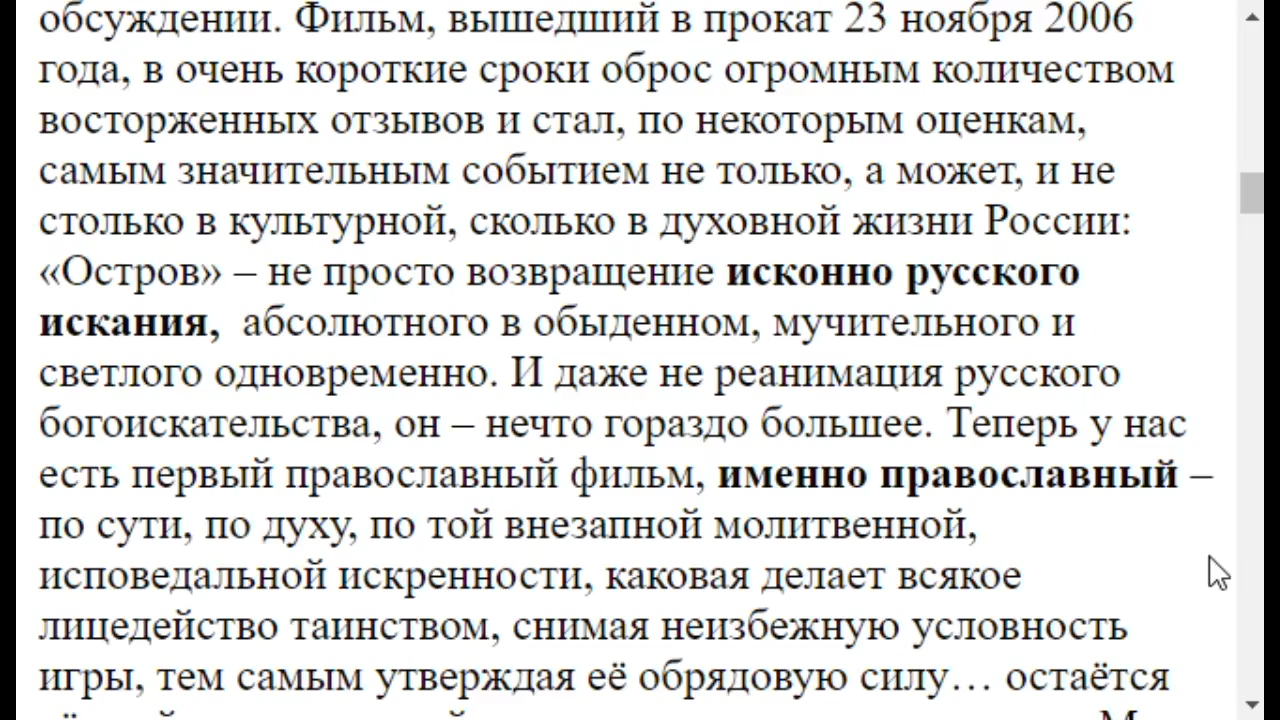 обсуждении. Фильм, вышедший в прокат 23 ноября 2006
года, в очень короткие сроки оброс огромным количеством
восторженных отзывов и стал, по некоторым оценкам,
самым значительным событием не только, а может, и не
столько в культурной, сколько в духовной жизни России:
«Остров» – не просто возвращение исконно русского
искания,  абсолютного в обыденном, мучительного и
светлого одновременно. И даже не реанимация русского
богоискательства, он – нечто гораздо большее. Теперь у нас
есть первый православный фильм, именно православный –
по сути, по духу, по той внезапной молитвенной,
исповедальной искренности, каковая делает всякое
лицедейство таинством, снимая неизбежную условность
игры, тем самым утверждая её обрядовую силу… остаётся